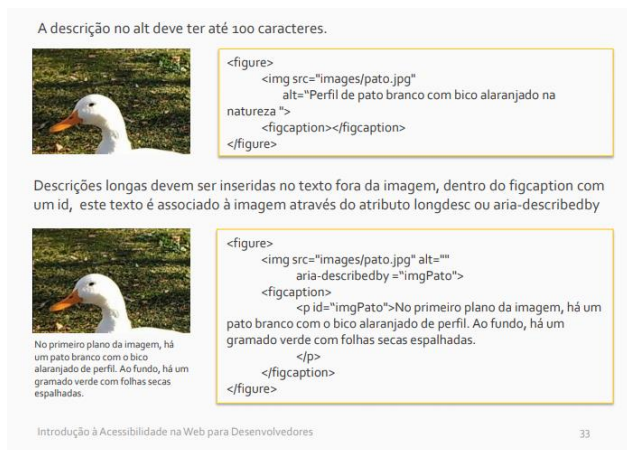 A descrição no alt deve ter até 100 caracteres.
<figure>
<img src="images/pato.jpg"
alt=“Perfil de pato branco com bico alaranjado na
natureza ">
<figcaption></figcaption>
</figure>
Descrições longas devem ser inseridas no texto fora da imagem, dentro do figcaption com
um id, este texto é associado à imagem através do atributo longdesc ou aria-describedby
No primeiro plano da imagem, há
um pato branco com o bico
alaranjado de perfil. Ao fundo, há um
gramado verde com folhas secas
espalhadas.
<figure>
<img src="images/pato.jpg" alt=""
aria-describedby ="imgPato">
<figcaption>
<p id="imgPato">No primeiro plano da imagem, há um
pato branco com o bico alaranjado de perfil. Ao fundo, há um
gramado verde com folhas secas espalhadas.
</p>
</figcaption>
</figure>
Introdução à Acessibilidade na Web para Desenvolvedores
33